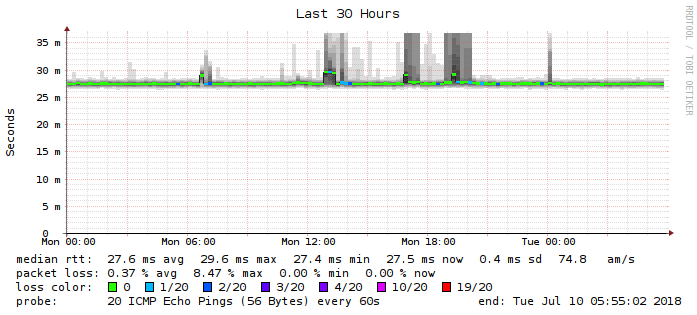 Last 30 Hours
RRDTOOL / TOBI OETIKER
Seconds
35 m
30 m
25 m
20 m
15 m
10 m
5 m
0
Mon 00:00 Mon 06:00 Mon 12:00 Mon 18:00 Tue 00:00
median rtt: 27.6 ms avg 29.6 ms max 27.4 ms min 27.5 ms now 0.4 ms sd 74.8 am/s
packet loss: 0.37 % avg 8.47 % max 0.00 % min 0.00 % now
loss color: 0 1/20 2/20 3/20 4/20 10/20 19/20
probe: 20 ICMP Echo Pings (56 Bytes) every 60s end: Tue Jul 10 05:55:02 2018